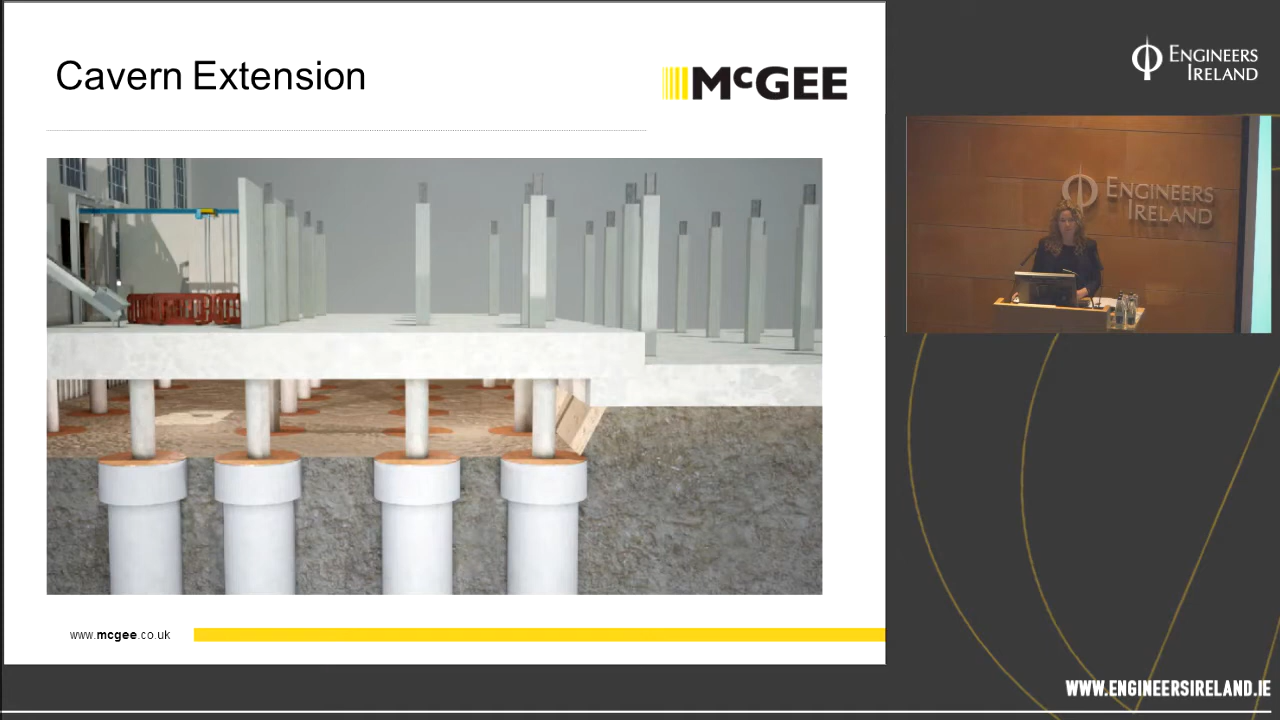 Cavern Extension
McGEE
www.mcgee.co.uk
ENGINEERS
IRELAND
ENGINEERS
IRELAND
WWW.ENGINEERSIRELAND.IE